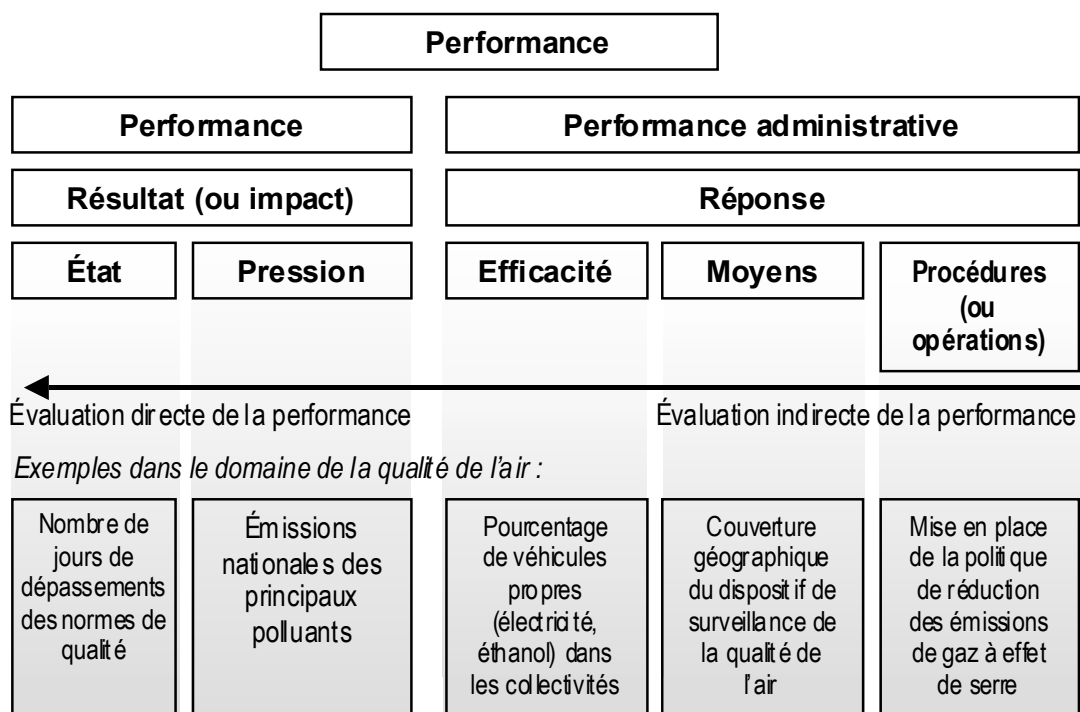 Performance
Performance
Performance administrative
Résultat (ou impact)
Réponse
État
Pression
Efficacité
Moyens
Procédures
(ou
opérations)
Évaluation directe de la performance
Évaluation indirecte de la performance
Exemples dans le domaine de la qualité de l'air :
Nombre de
jours de
dépassements
des normes de
qualité
Émissions
nationales des
principaux
polluants
Pourcentage
de véhicules
propres
(électricité,
éthanol) dans
les collectivités
Couverture
géographique
du dispositif de
surveillance de
la qualité de
l'air
Mise en place
de la politique
de réduction
des émissions
de gaz à effet
de serre